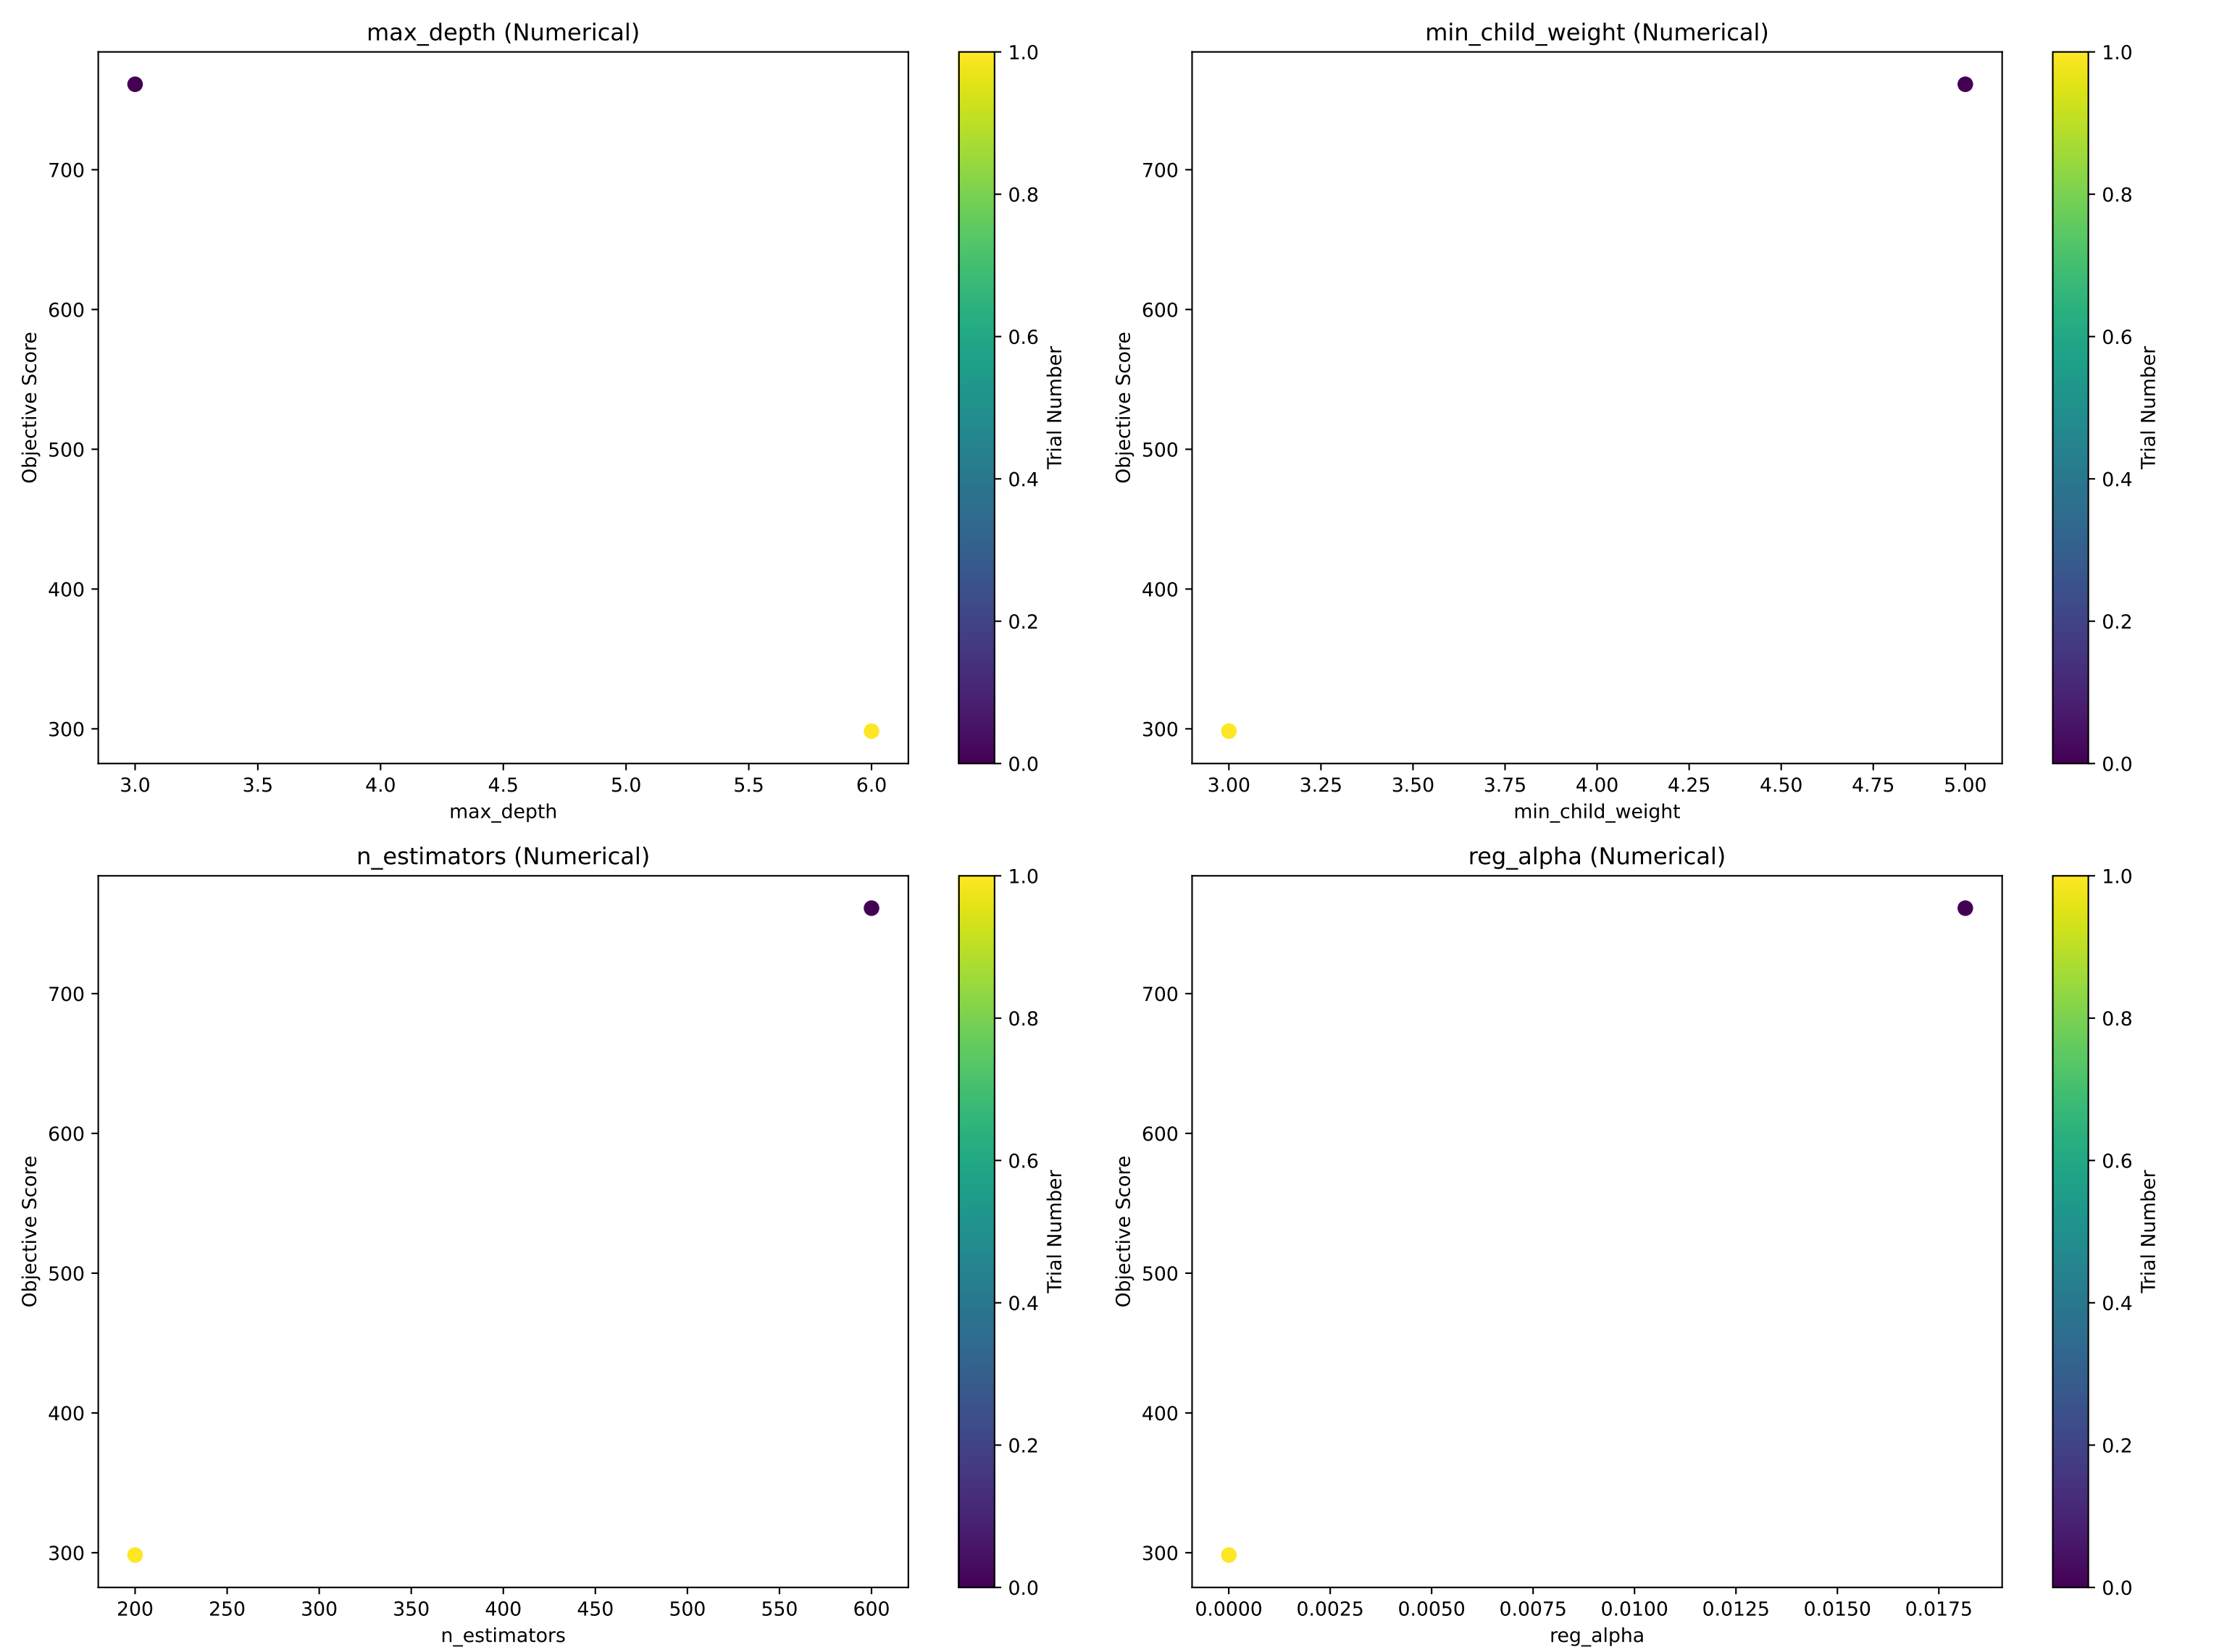 max_depth (Numerical)
Objective Score
700
600
500
400
300
3.0 3.5 4.0 4.5 5.0 5.5 6.0
max_depth
1.0
0.8
0.6
0.4
0.2
0.0
Trial Number
min_child_weight (Numerical)
Objective Score
700
600
500
400
300
3.00 3.25 3.50 3.75 4.00 4.25 4.50 4.75 5.00
min_child_weight
1.0
0.8
0.6
0.4
0.2
0.0
Trial Number
n_estimators (Numerical)
Objective Score
700
600
500
400
300
200 250 300 350 400 450 500 550 600
n_estimators
1.0
0.8
0.6
0.4
0.2
0.0
Trial Number
reg_alpha (Numerical)
Objective Score
700
600
500
400
300
0.0000 0.0025 0.0050 0.0075 0.0100 0.0125 0.0150 0.0175
reg_alpha
1.0
0.8
0.6
0.4
0.2
0.0
Trial Number